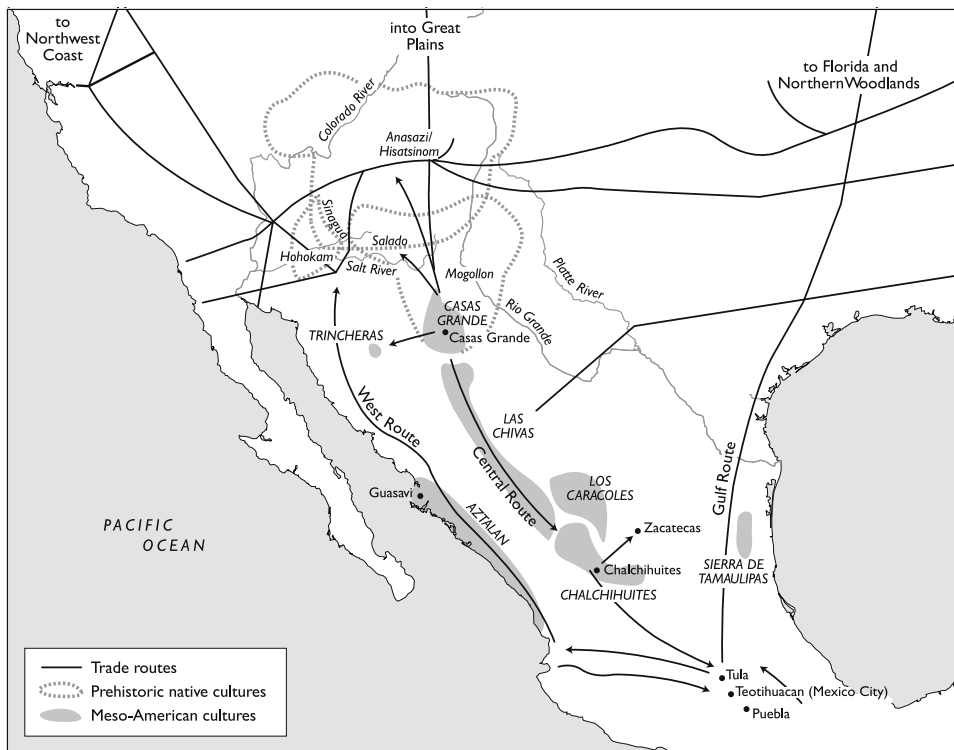 to
Northwest
Coast
into Great
Plains
to Florida and
Northern Woodlands
Colorado River
Anasazi/
Hisatsinom
Sinagua
Salado
Hohokam
Salt River
Mogollon
Platte River
Rio Grande
CASAS
GRANDE
Casas Grande
TRINCHERAS
West Route
LAS
CHIVAS
Central Route
Gulf Route
LOS
CARACOLES
Guasavi
AZTALAN
Zacatecas
PACIFIC
OCEAN
Chalchihuites
CHALCHIHUITES
SIERRA DE
TAMAULIPAS
Tula
Teotihuacan (Mexico City)
Puebla
Trade routes
Prehistoric native cultures
Meso-American cultures